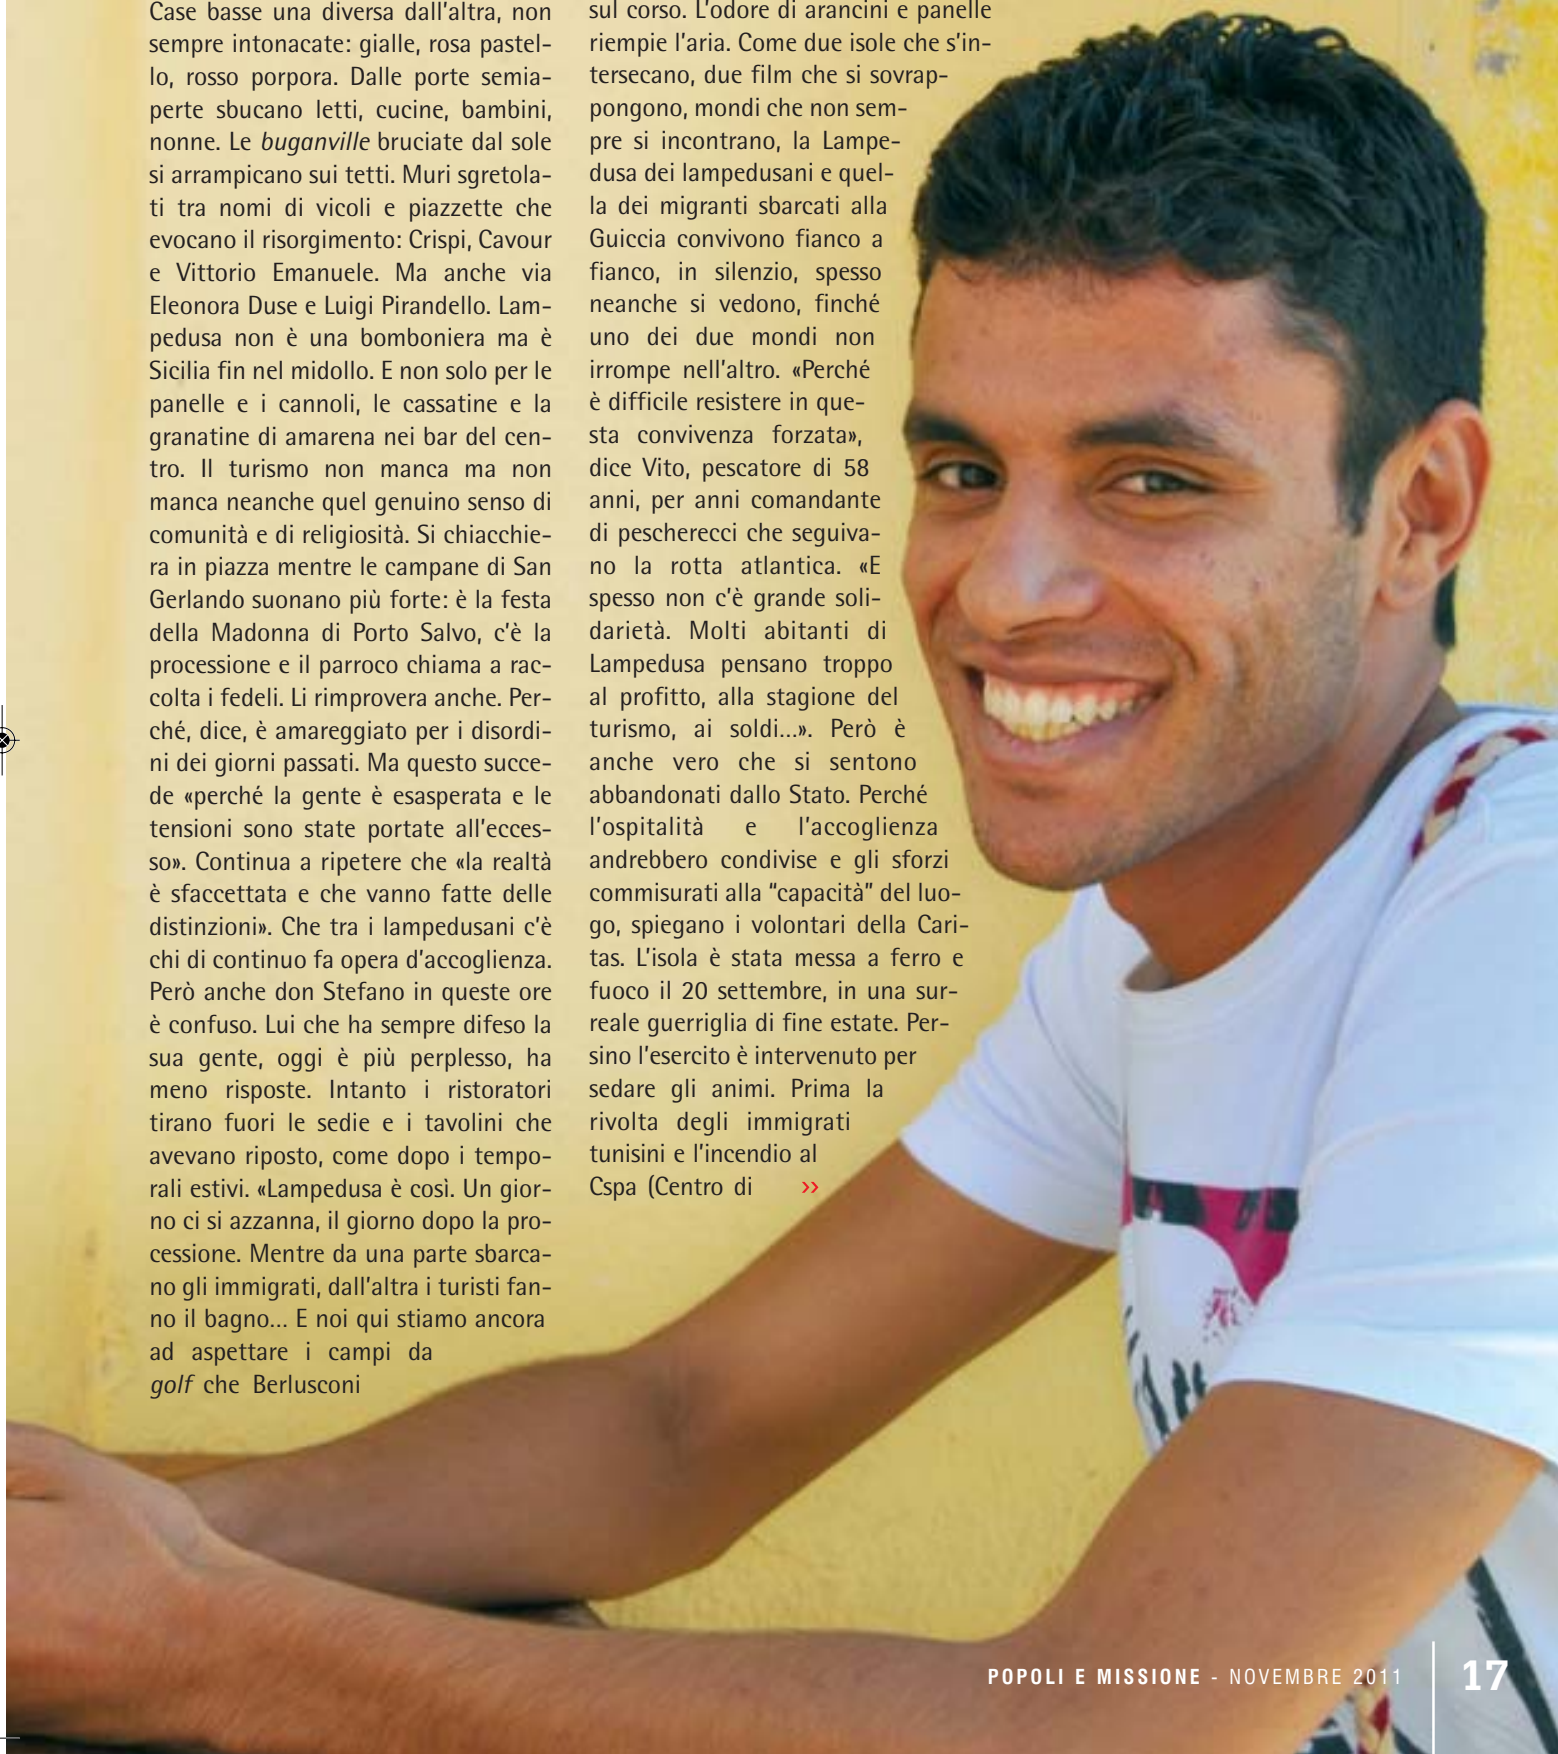 Case basse una diversa dall'altra, non
sempre intonacate: gialle, rosa pastel-
lo, rosso porpora. Dalle porte semia-
perte sbucano letti, cucine, bambini,
nonne. Le buganville bruciate dal sole
si arrampicano sui tetti. Muri sgretola-
ti tra nomi di vicoli e piazzette che
evocano il risorgimento: Crispi, Cavour
e Vittorio Emanuele. Ma anche via
Eleonora Duse e Luigi Pirandello. Lam-
pedusa non è una bomboniera ma è
Sicilia fin nel midollo. E non solo per le
panelle e i cannoli, le cassatine e la
granatine di amarena nei bar del cen-
tro. Il turismo non manca ma non
manca neanche quel genuino senso di
comunità e di religiosità. Si chiacchie-
ra in piazza mentre le campane di San
Gerlando suonano più forte: è la festa
della Madonna di Porto Salvo, c'è la
processione e il parroco chiama a rac-
colta i fedeli. Li rimprovera anche. Per-
ché, dice, è amareggiato per i disordi-
ni dei giorni passati. Ma questo succe-
de «perché la gente è esasperata e le
tensioni sono state portate all'ecces-
so». Continua a ripetere che «la realtà
è sfaccettata e che vanno fatte delle
distinzioni». Che tra i lampedusani c'è
chi di continuo fa opera d'accoglienza.
Però anche don Stefano in queste ore
è confuso. Lui che ha sempre difeso la
sua gente, oggi è più perplesso, ha
meno risposte. Intanto i ristoratori
tirano fuori le sedie e i tavolini che
avevano riposto, come dopo i tempo-
rali estivi. «Lampedusa è così. Un gior-
no ci si azzanna, il giorno dopo la pro-
cessione. Mentre da una parte sbarca-
no gli immigrati, dall'altra i turisti fan-
no il bagno... E noi qui stiamo ancora
ad aspettare i campi da
golf che Berlusconi
sul corso. L'odore di arancini e panelle
riempie l'aria. Come due isole che s'in-
tersecano, due film che si sovrap-
pongono, mondi che non sem-
pre si incontrano, la Lampe-
dusa dei lampedusani e quel-
la dei migranti sbarcati alla
Guiccia convivono fianco a
fianco, in silenzio, spesso
neanche si vedono, finché
uno dei due mondi non
irrompe nell'altro. «Perché
è difficile resistere in que-
sta convivenza forzata»,
dice Vito, pescatore di 58
anni, per anni comandante
di pescherecci che seguiva-
no la rotta atlantica. «E
spesso non c'è grande soli-
darietà. Molti abitanti di
Lampedusa pensano troppo
al profitto, alla stagione del
turismo, ai soldi...». Però è
anche vero che si sentono
abbandonati dallo Stato. Perché
l'ospitalità e l'accoglienza
andrebbero condivise e gli sforzi
commisurati alla "capacità" del luo-
go, spiegano i volontari della Cari-
tas. L'isola è stata messa a ferro e
fuoco il 20 settembre, in una sur-
reale guerriglia di fine estate. Per-
sino l'esercito è intervenuto per
sedare gli animi. Prima la
rivolta degli immigrati
tunisini e l'incendio al
Cspa (Centro di ››
POPOLI E MISSIONE - NOVEMBRE 2011 17